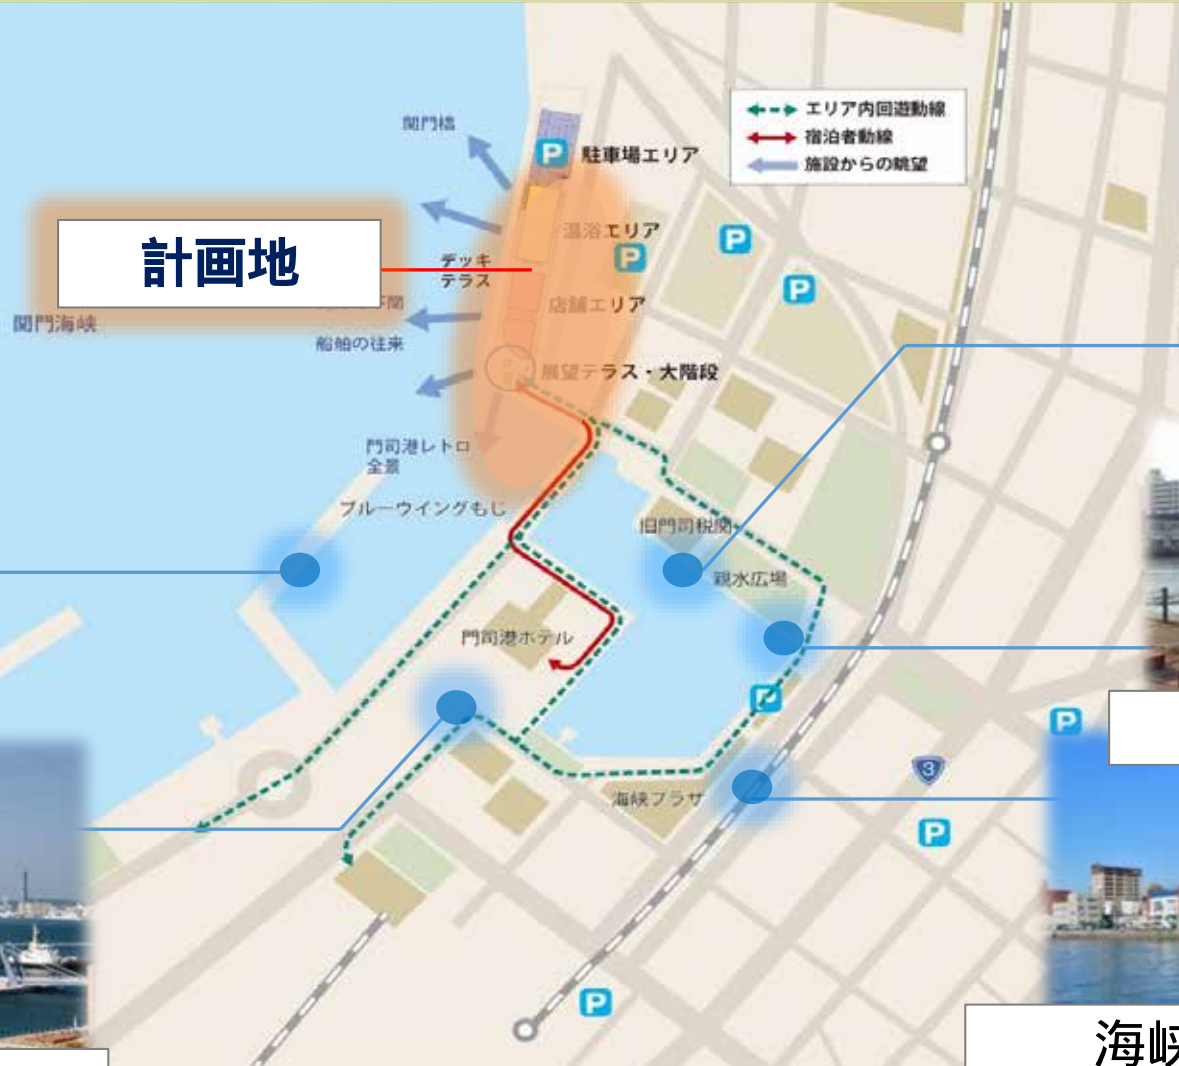 エリア内回遊動線
宿泊者動線
施設からの眺望
関門橋
P
駐車場エリア
計画地
温浴エリア
P
P
P
デッキ
テラス
店舗エリア
関門海峡
船舶の往来
展望テラス・大階段
門司港レトロ
全景
ブルーウイングもじ
旧門司税関
親水広場
門司港ホテル
P
P
3
海峡プラザ
P
P
海峡